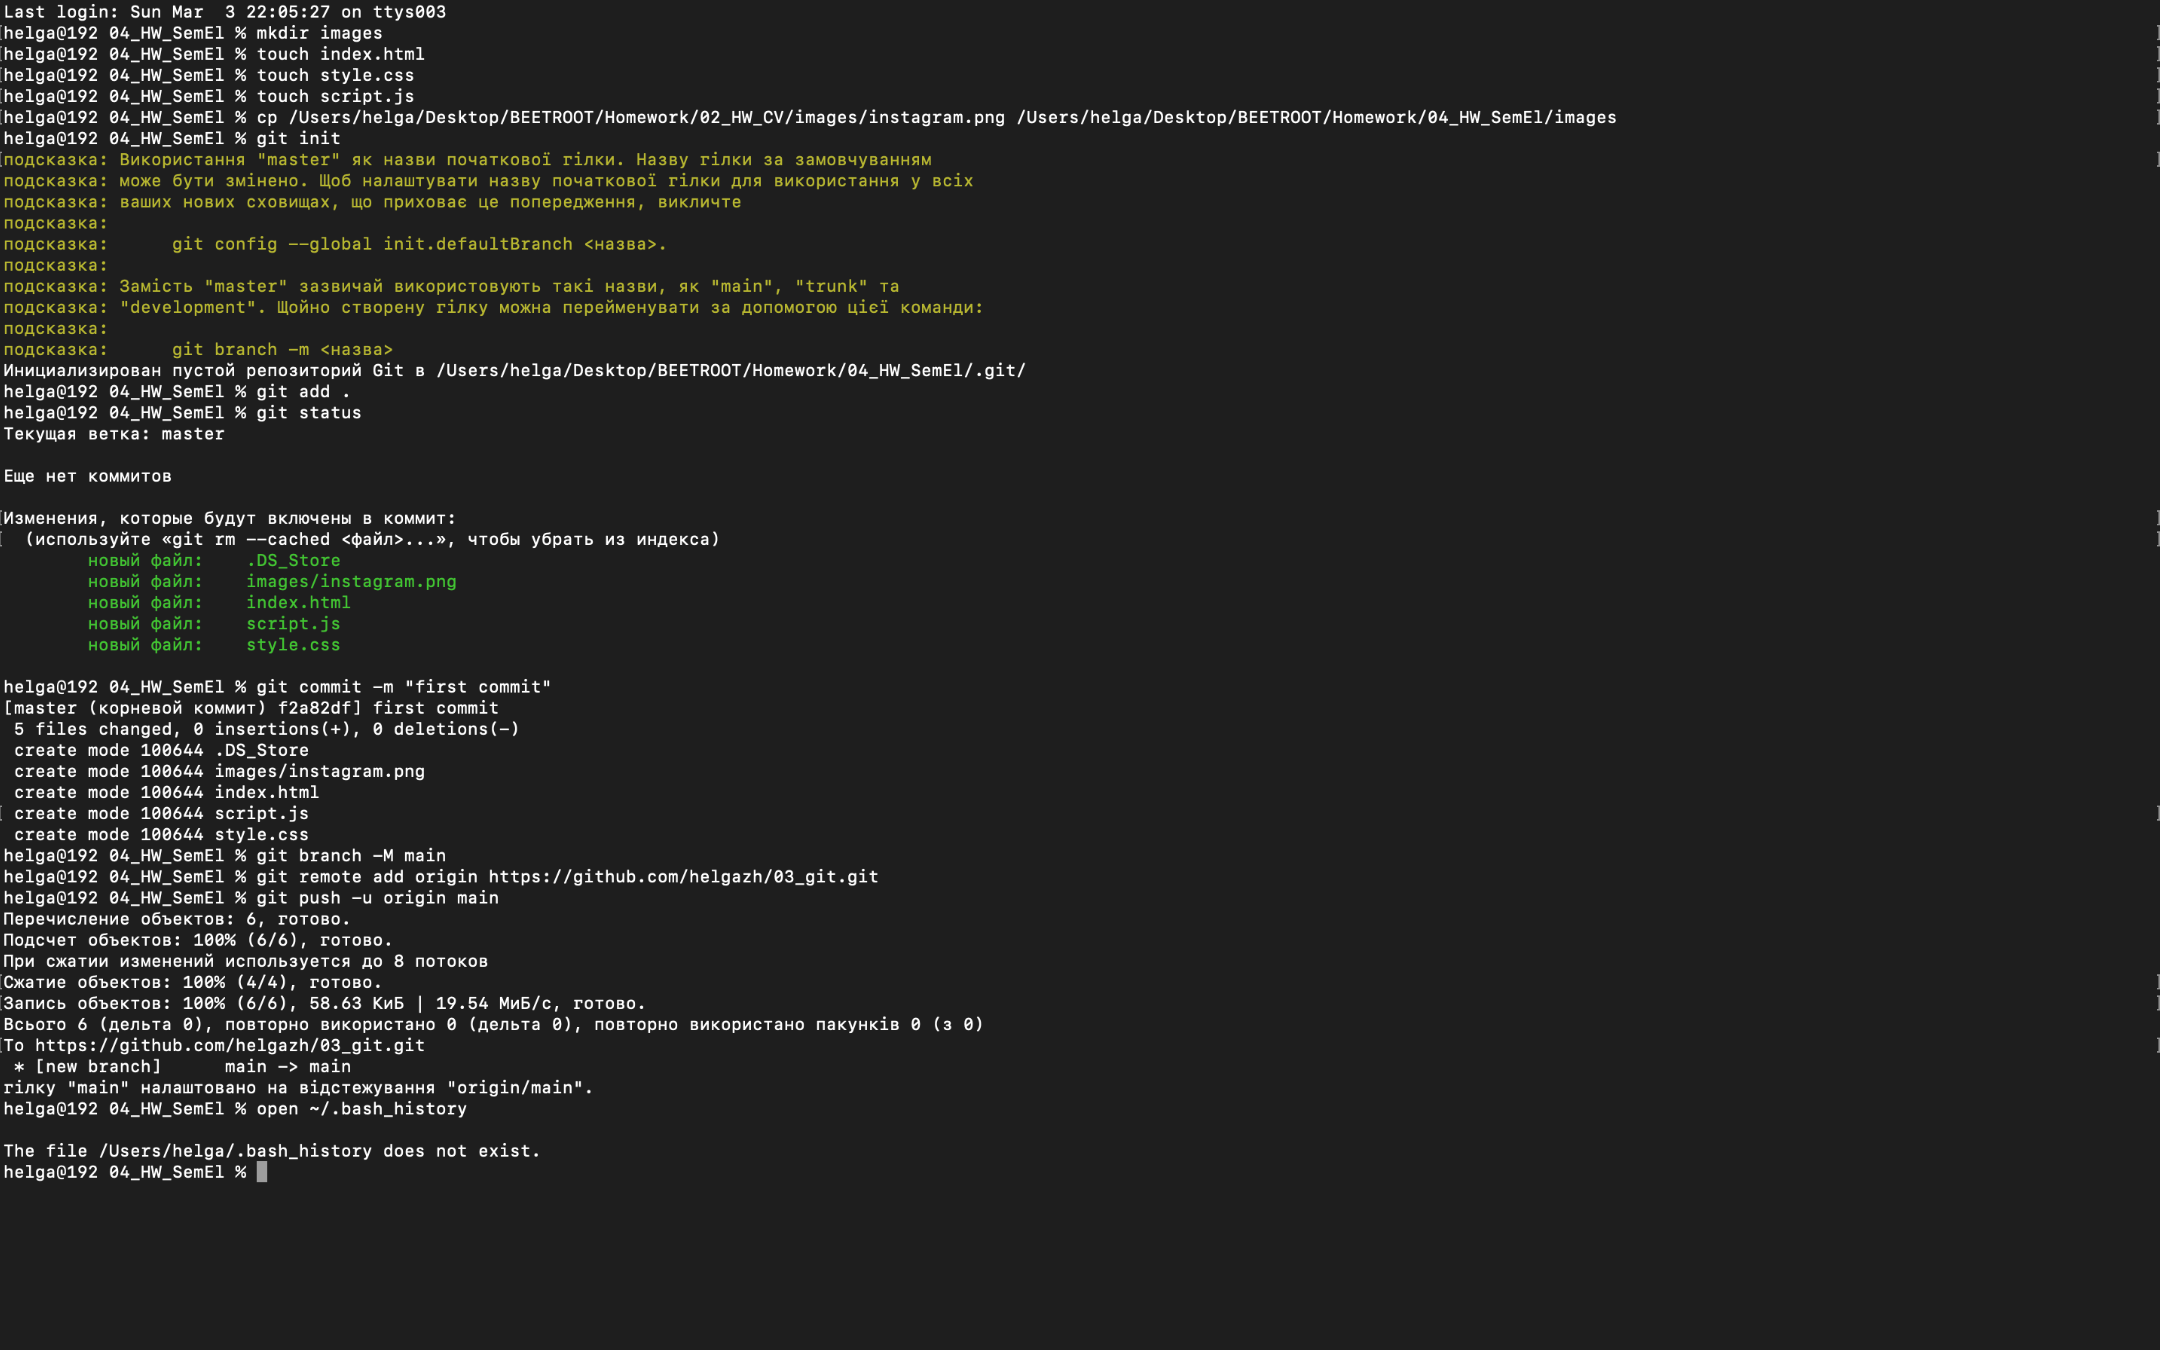 Last login: Sun Mar  3 22:05:27 on ttys003
[helga@192 04_HW_SemEl % mkdir images ]
[helga@192 04_HW_SemEl % touch index.html ]
[helga@192 04_HW_SemEl % touch style.css ]
[helga@192 04_HW_SemEl % touch script.js ]
[helga@192 04_HW_SemEl % cp /Users/helga/Desktop/BEETROOT/Homework/02_HW_CV/images/instagram.png /Users/helga/Desktop/BEETROOT/Homework/04_HW_SemEl/images ]
helga@192 04_HW_SemEl % git init
[подсказка: Використання "master" як назви початкової гілки. Назву гілки за замовчуванням ]
подсказка: може бути змінено. Щоб налаштувати назву початкової гілки для використання у всіх
подсказка: ваших нових сховищах, що приховає це попередження, викличте
подсказка:
подсказка:      git config --global init.defaultBranch <назва>.
подсказка:
подсказка: Замість "master" зазвичай використовують такі назви, як "main", "trunk" та
подсказка: "development". Щойно створену гілку можна перейменувати за допомогою цієї команди:
подсказка:
подсказка:      git branch -m <назва>
Инициализирован пустой репозиторий Git в /Users/helga/Desktop/BEETROOT/Homework/04_HW_SemEl/.git/
helga@192 04_HW_SemEl % git add .
helga@192 04_HW_SemEl % git status
Текущая ветка: master
Еще нет коммитов
[Изменения, которые будут включены в коммит: ]
[  (используйте «git rm --cached <файл>...», чтобы убрать из индекса) ]
новый файл:    .DS_Store
новый файл:    images/instagram.png
новый файл:    index.html
новый файл:    script.js
новый файл:    style.css
helga@192 04_HW_SemEl % git commit -m "first commit"
[master (корневой коммит) f2a82df] first commit
 5 files changed, 0 insertions(+), 0 deletions(-)
 create mode 100644 .DS_Store
 create mode 100644 images/instagram.png
 create mode 100644 index.html
[ create mode 100644 script.js ]
 create mode 100644 style.css
helga@192 04_HW_SemEl % git branch -M main
helga@192 04_HW_SemEl % git remote add origin https://github.com/helgazh/03_git.git
helga@192 04_HW_SemEl % git push -u origin main
Перечисление объектов: 6, готово.
Подсчет объектов: 100% (6/6), готово.
При сжатии изменений используется до 8 потоков
[Сжатие объектов: 100% (4/4), готово. ]
[Запись объектов: 100% (6/6), 58.63 КиБ | 19.54 МиБ/с, готово. ]
Всього 6 (дельта 0), повторно використано 0 (дельта 0), повторно використано пакунків 0 (з 0)
[To https://github.com/helgazh/03_git.git ]
 * [new branch]      main -> main
гілку "main" налаштовано на відстежування "origin/main".
helga@192 04_HW_SemEl % open ~/.bash_history
The file /Users/helga/.bash_history does not exist.
helga@192 04_HW_SemEl %